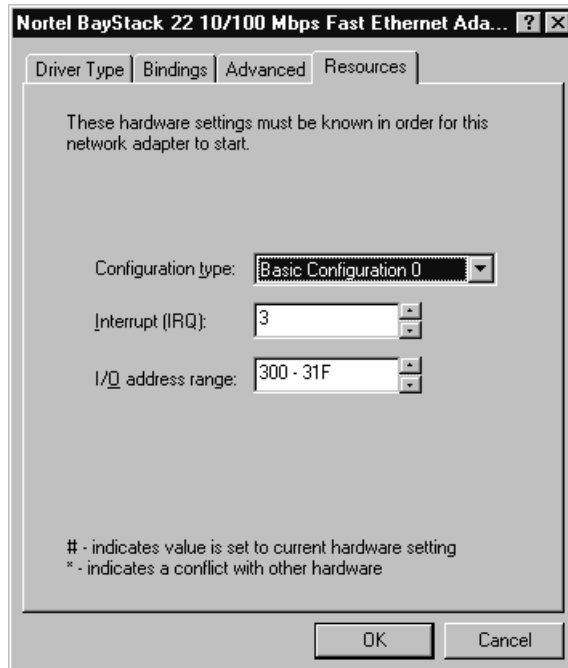 Nortel BayStack 22 10/100 Mbps Fast Ethernet Ada...
Driver Type Bindings Advanced Resources
These hardware settings must be known in order for this
network adapter to start.
Configuration type: Basic Configuration 0
Interrupt (IRQ): 3
I/O address range: 300 - 31F
# - indicates value is set to current hardware setting
* - indicates a conflict with other hardware
OK Cancel